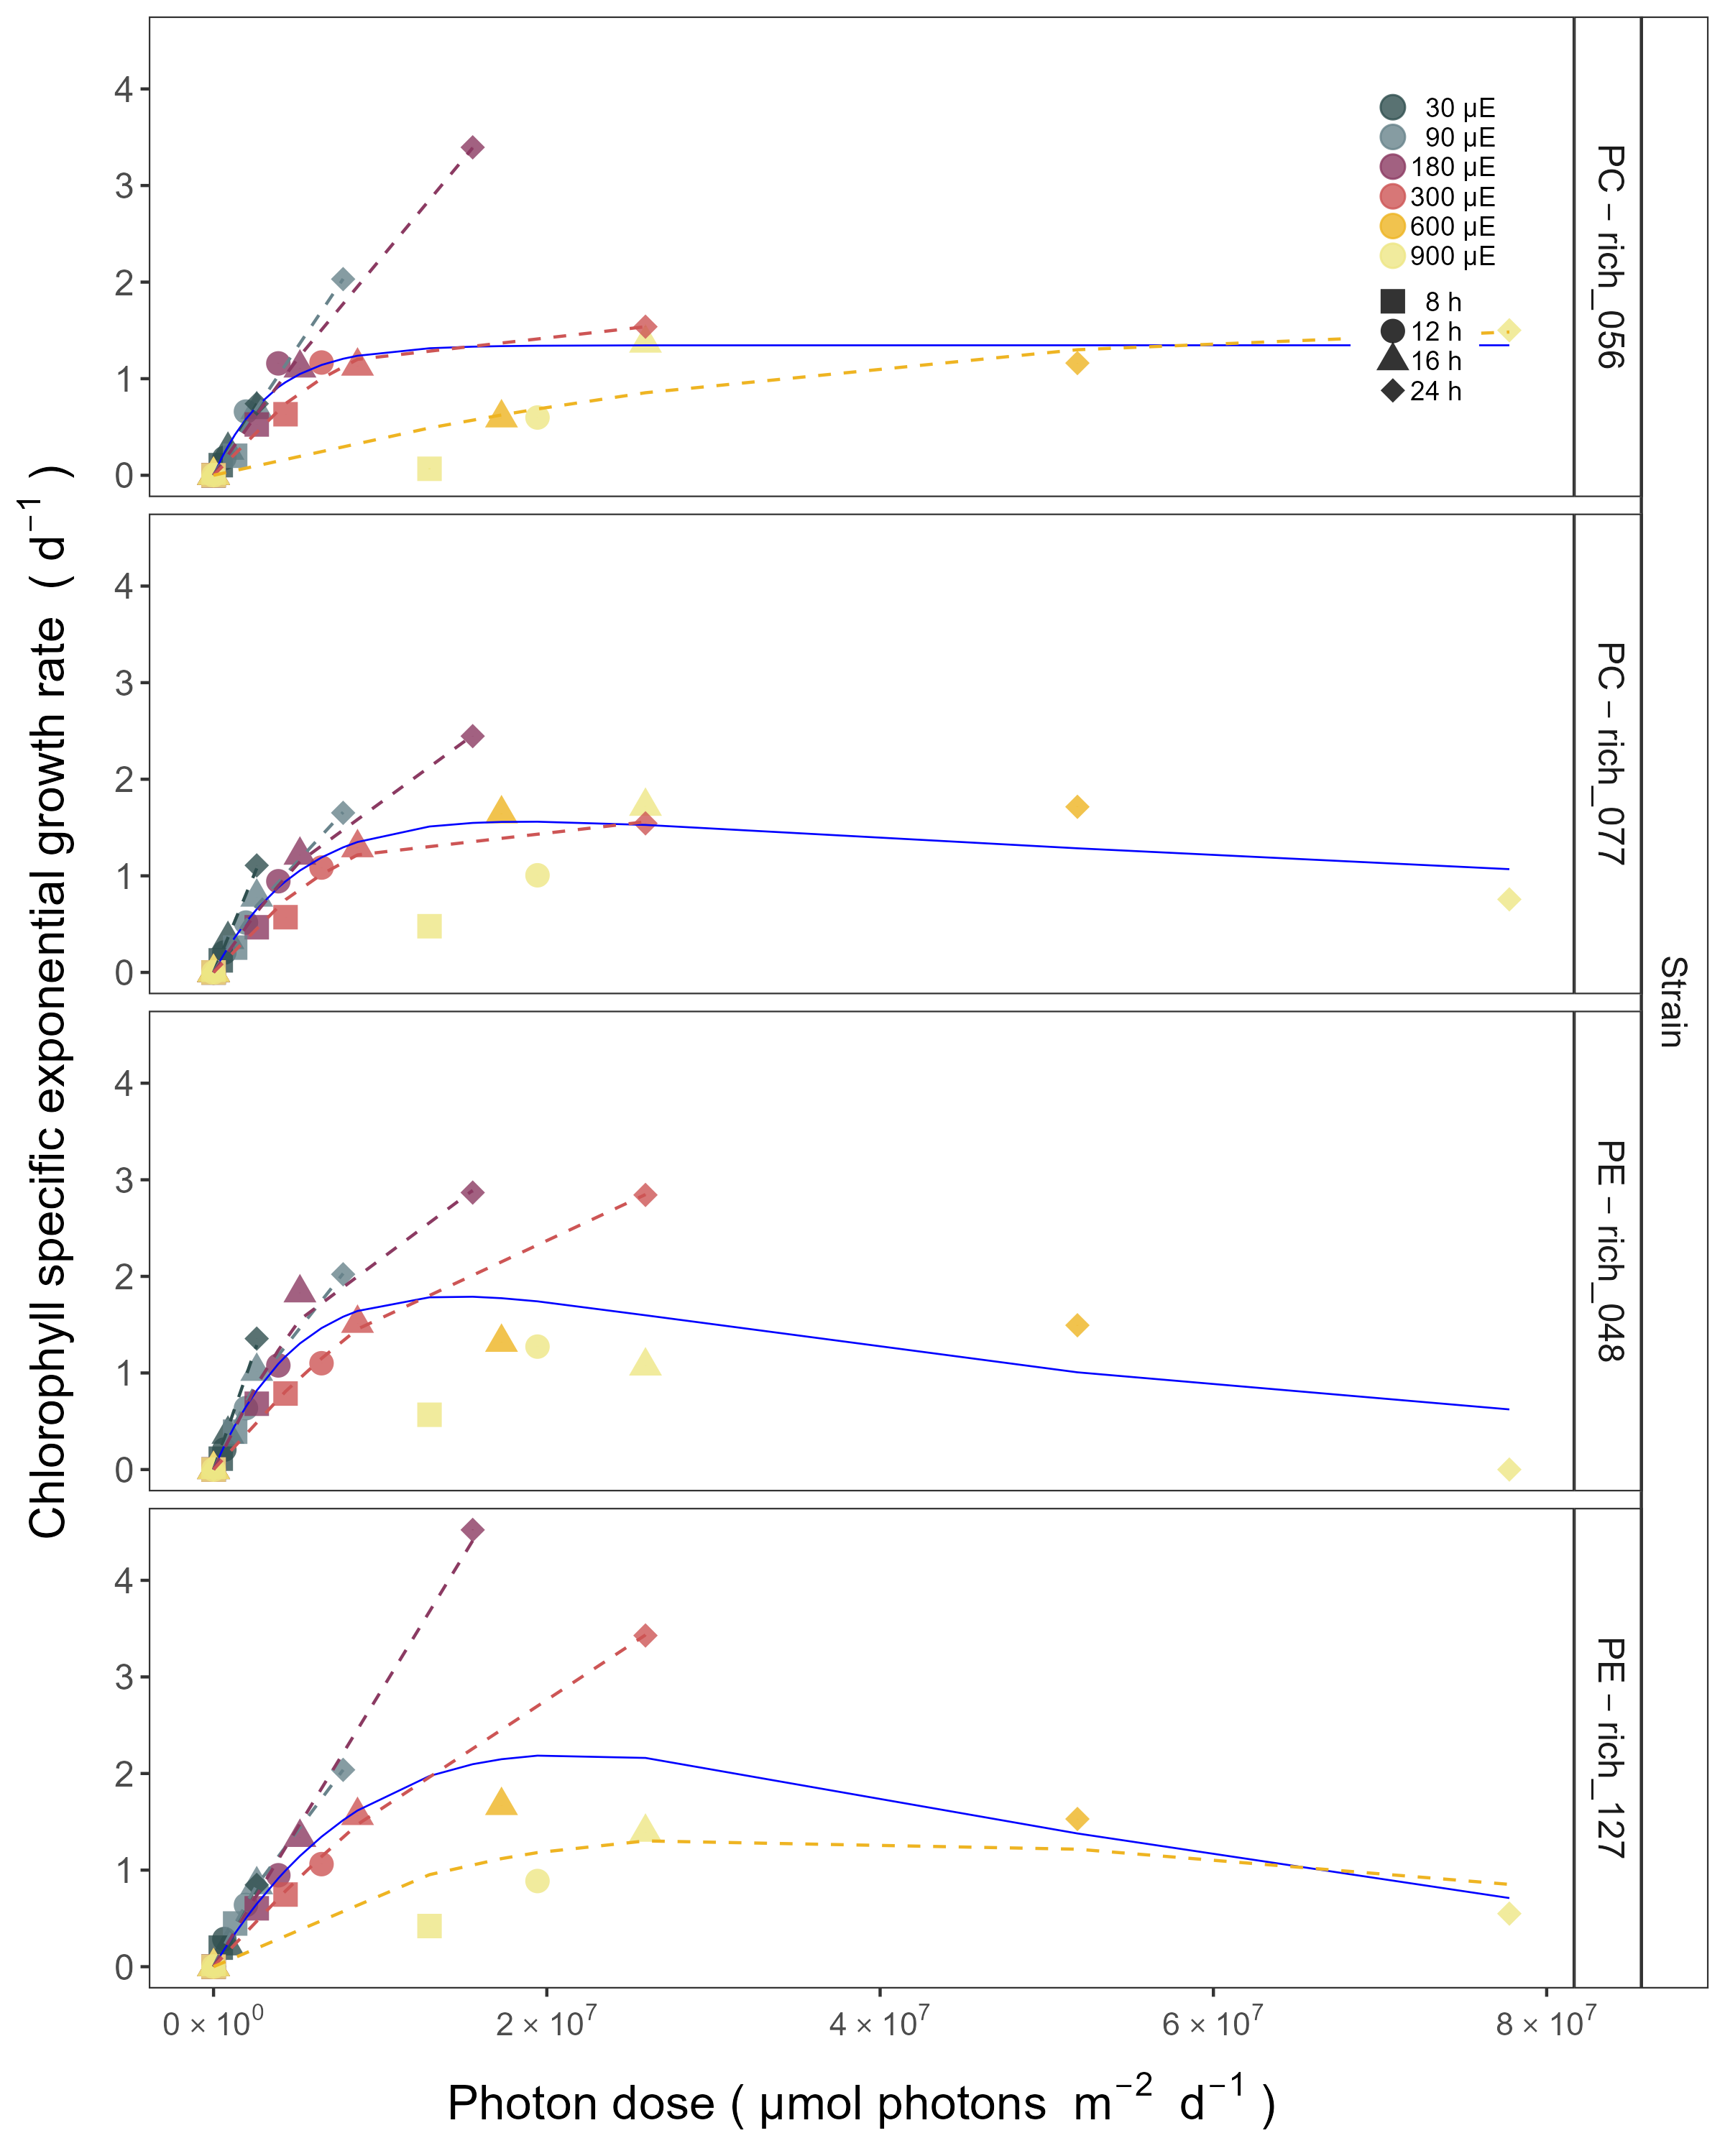 Chlorophyll specific exponential growth rate ( d⁻¹ )
4
3
2
1
0
30 µE
90 µE
180 µE
300 µE
600 µE
900 µE
8 h
12 h
16 h
24 h
PC − rich_056
4
3
2
1
0
PC − rich_077
Strain
4
3
2
1
0
PE − rich_048
4
3
2
1
0
PE − rich_127
0 × 10⁰ 2 × 10⁷ 4 × 10⁷ 6 × 10⁷ 8 × 10⁷
Photon dose ( µmol photons m⁻² d⁻¹ )